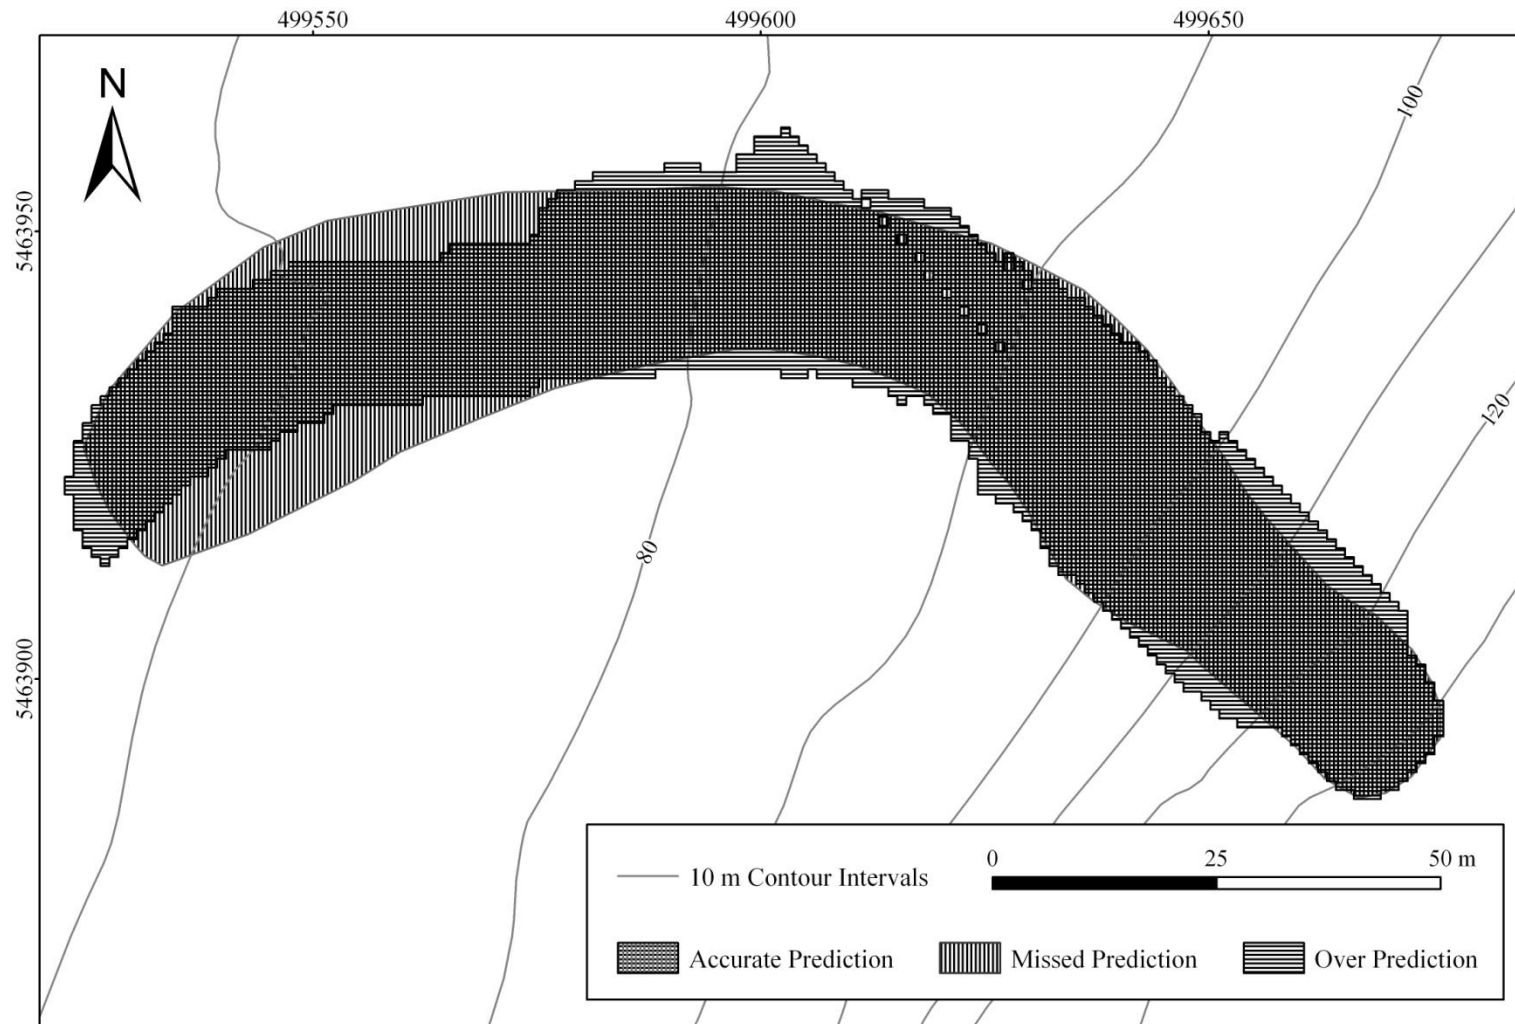 499550 499600 499650
N
100
5463950
120
80
5463900
0 25 50 m
10 m Contour Intervals
Accurate Prediction Missed Prediction Over Prediction